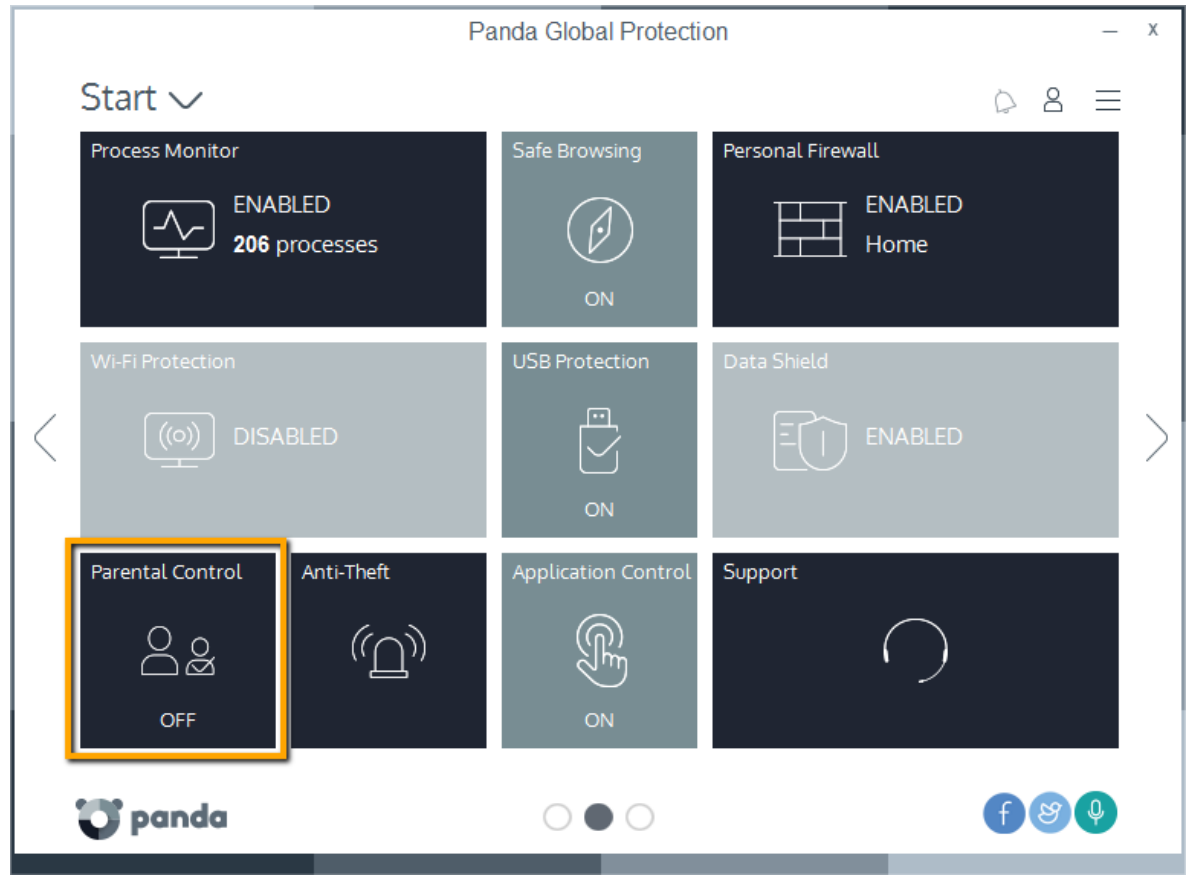 Panda Global Protection
Start
Process Monitor
ENABLED
206 processes
Safe Browsing
ON
Personal Firewall
ENABLED
Home
Wi-Fi Protection
DISABLED
USB Protection
ON
Data Shield
ENABLED
Parental Control
OFF
Anti-Theft
Application Control
ON
Support
panda